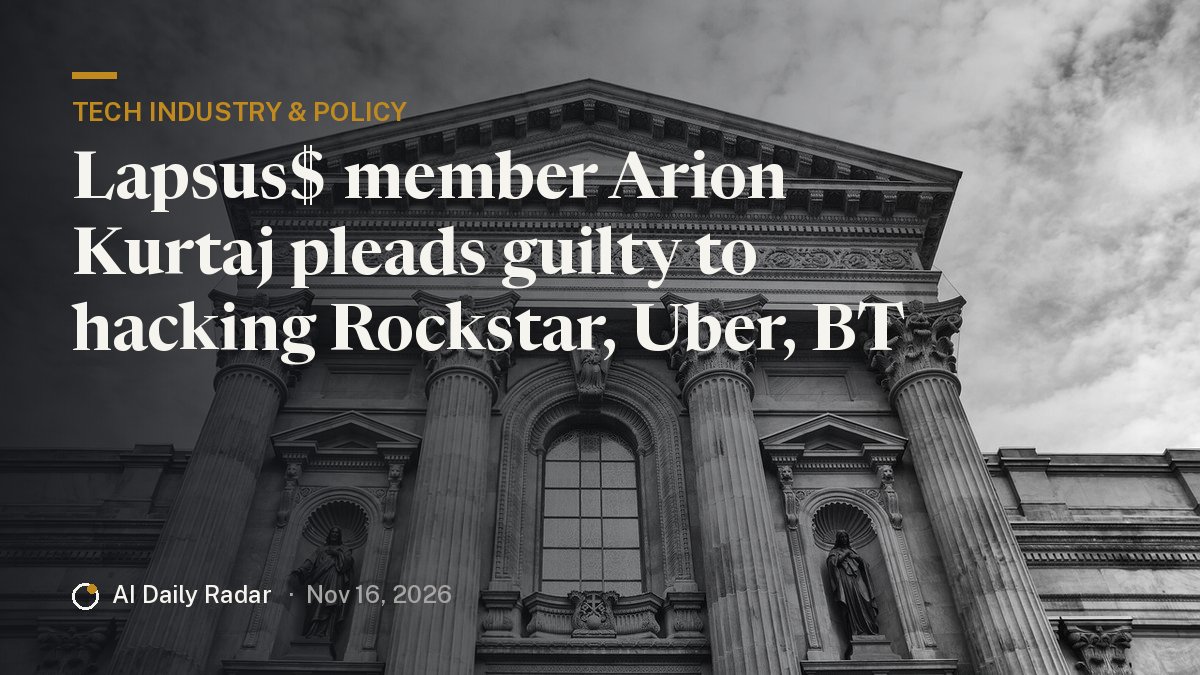 TECH INDUSTRY & POLICY
Lapsus$ member Arion
Kurtaj pleads guilty to
hacking Rockstar, Uber, BT
AI Daily Radar · Nov 16, 2026